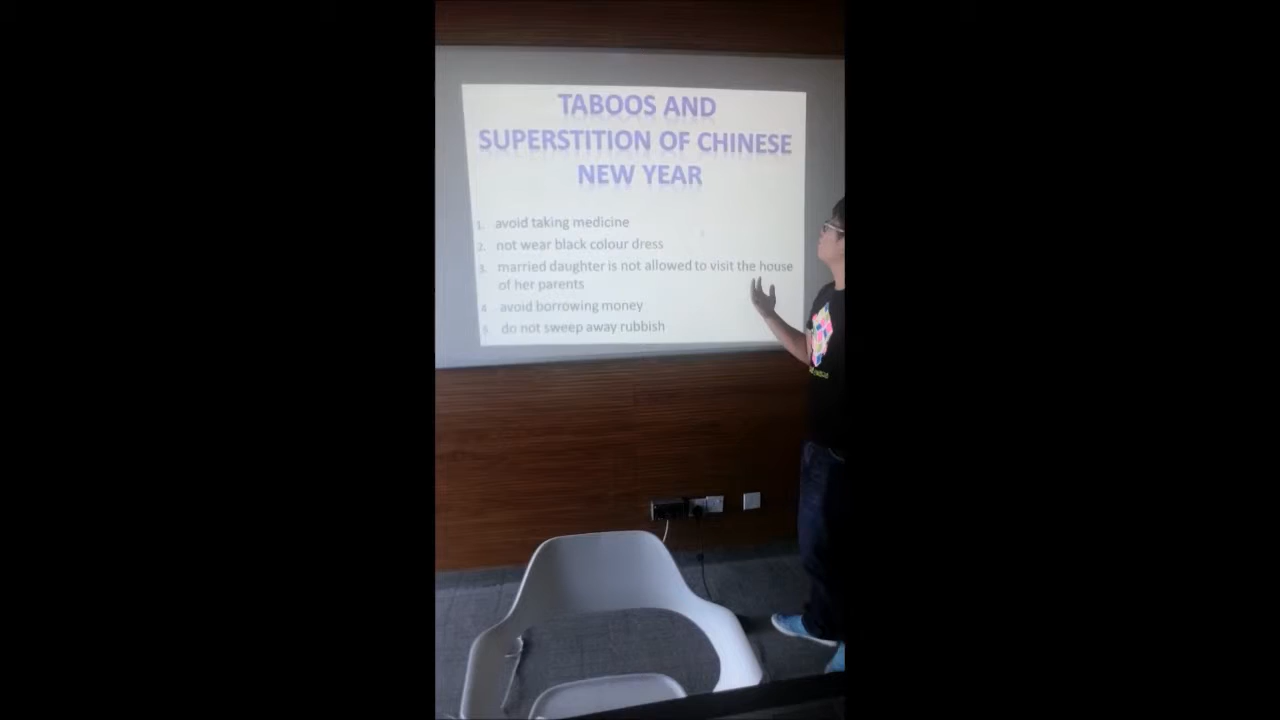 TABOOS AND
SUPERSTITION OF CHINESE
NEW YEAR
1. avoid taking medicine
2. not wear black colour dress
3. married daughter is not allowed to visit the house
of her parents
4. avoid borrowing money
5. do not sweep away rubbish